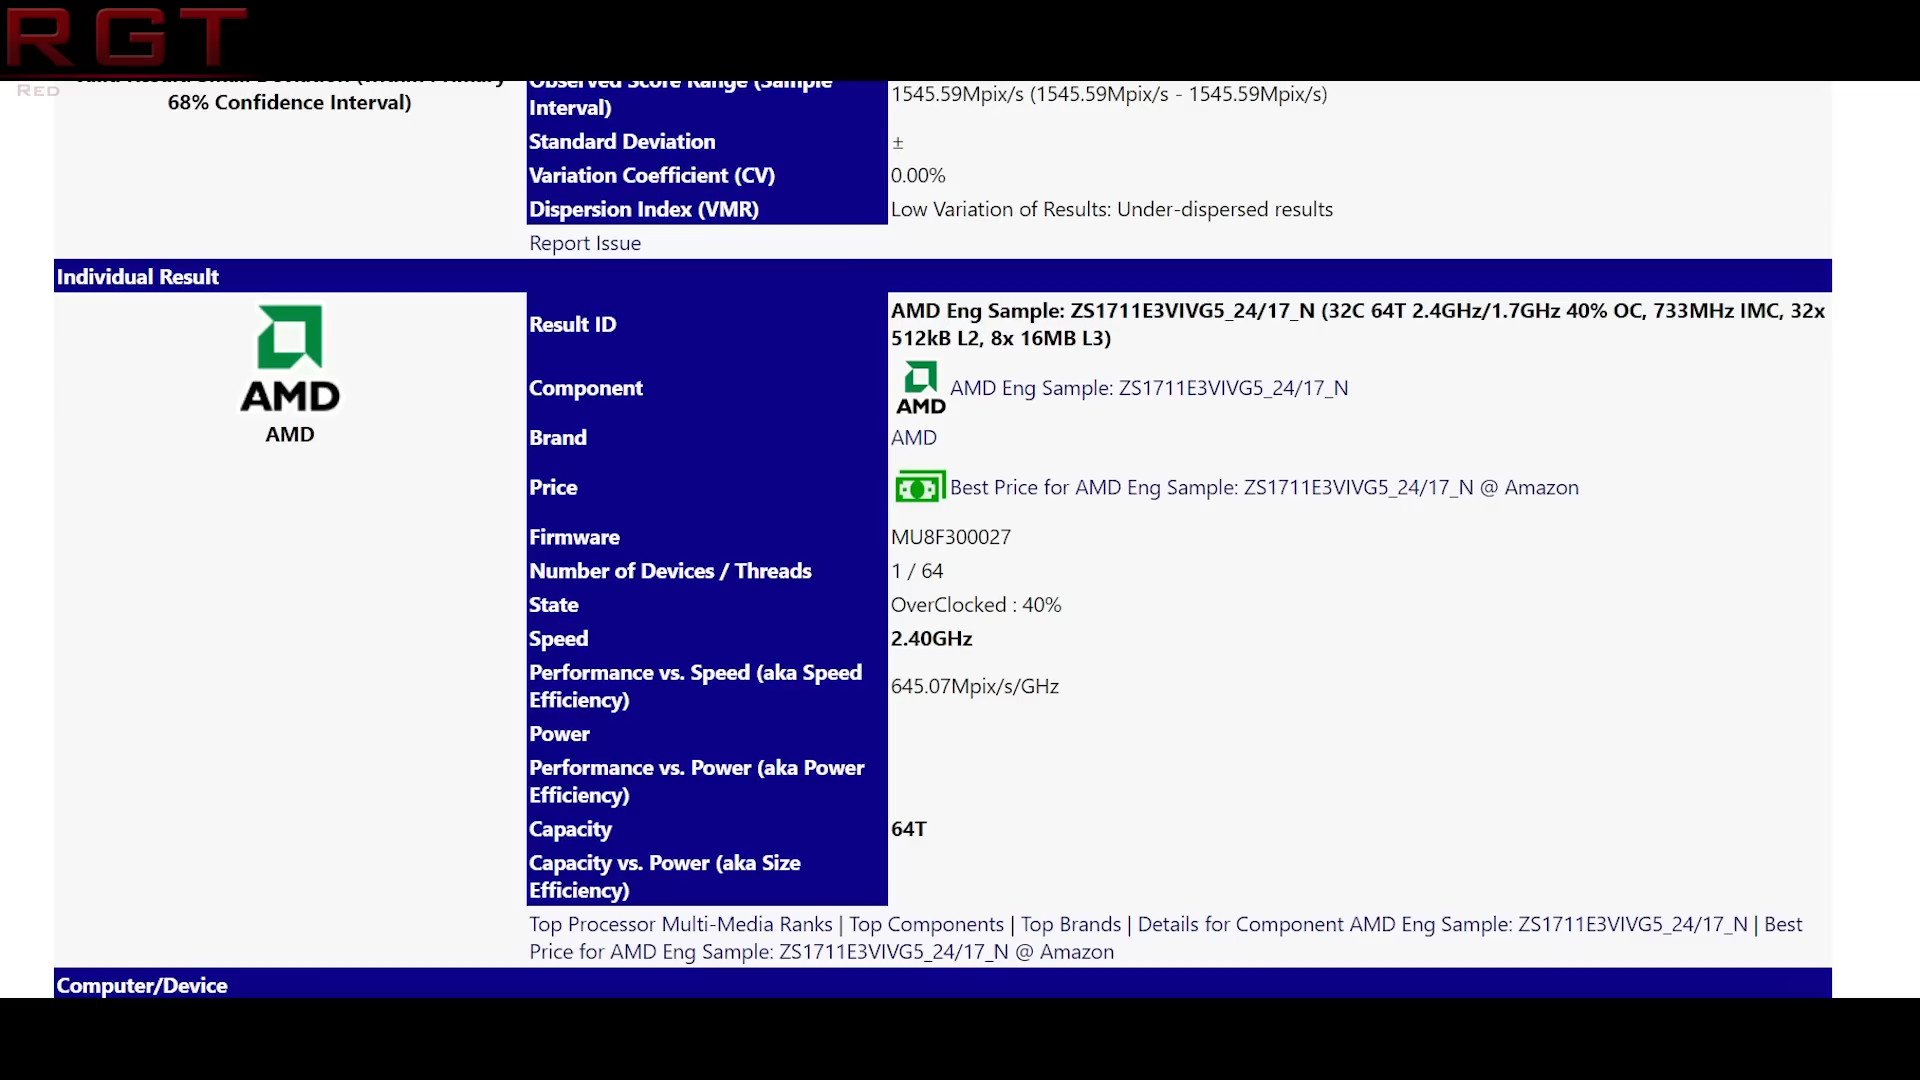 RGT
RED
68% Confidence Interval)
Observed Score Range (Sample
Interval)
1545.59Mpix/s (1545.59Mpix/s - 1545.59Mpix/s)
Standard Deviation
±
Variation Coefficient (CV)
0.00%
Dispersion Index (VMR)
Low Variation of Results: Under-dispersed results
Report Issue
Individual Result
AMD
AMD
Result ID
AMD Eng Sample: ZS1711E3VIVG5_24/17_N (32C 64T 2.4GHz/1.7GHz 40% OC, 733MHz IMC, 32x
512kB L2, 8x 16MB L3)
Component
AMD
AMD Eng Sample: ZS1711E3VIVG5_24/17_N
Brand
AMD
Price
Best Price for AMD Eng Sample: ZS1711E3VIVG5_24/17_N @ Amazon
Firmware
MU8F300027
Number of Devices / Threads
1 / 64
State
OverClocked : 40%
Speed
2.40GHz
Performance vs. Speed (aka Speed
Efficiency)
645.07Mpix/s/GHz
Power
Performance vs. Power (aka Power
Efficiency)
Capacity
64T
Capacity vs. Power (aka Size
Efficiency)
Top Processor Multi-Media Ranks | Top Components | Top Brands | Details for Component AMD Eng Sample: ZS1711E3VIVG5_24/17_N | Best
Price for AMD Eng Sample: ZS1711E3VIVG5_24/17_N @ Amazon
Computer/Device